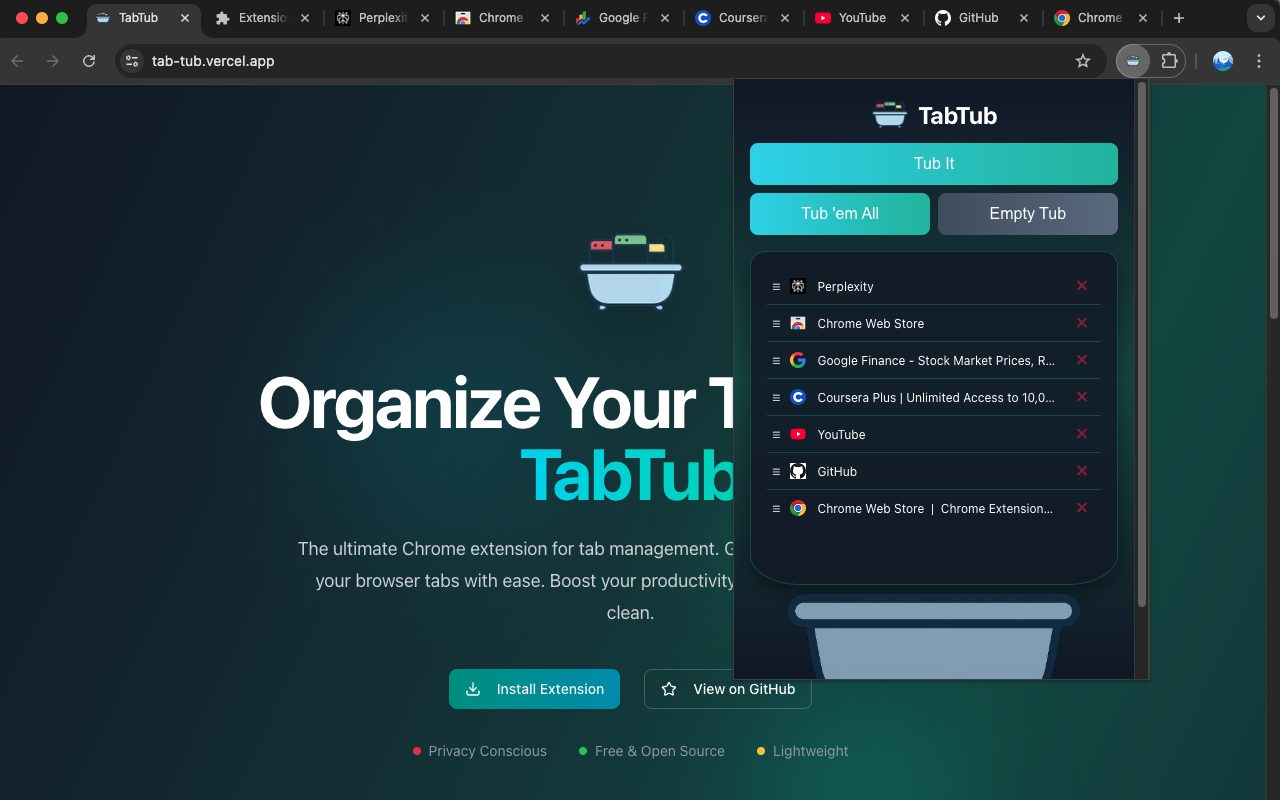 TabTub
Extensio
Perplexit
Chrome
Google F
Coursera
YouTube
GitHub
Chrome
tab-tub.vercel.app
TabTub
Tub It
Tub 'em All
Empty Tub
Perplexity
Chrome Web Store
Google Finance - Stock Market Prices, R...
Coursera Plus | Unlimited Access to 10,0...
YouTube
GitHub
Chrome Web Store | Chrome Extension...
Organize Your T
TabTub
The ultimate Chrome extension for tab management. G
your browser tabs with ease. Boost your productivity
clean.
Install Extension
View on GitHub
Privacy Conscious
Free & Open Source
Lightweight